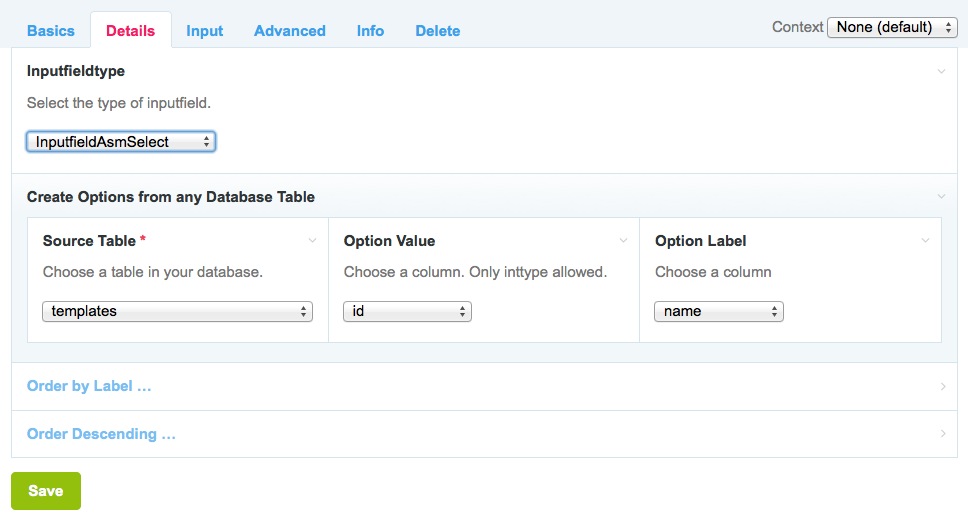 Basics Details Input Advanced Info Delete Context None (default)
Inputfieldtype
Select the type of inputfield.
InputfieldAsmSelect
Create Options from any Database Table
Source Table * Option Value Option Label
Choose a table in your database. Choose a column. Only inttype allowed. Choose a column
templates id name
Order by Label ...
Order Descending ...
Save